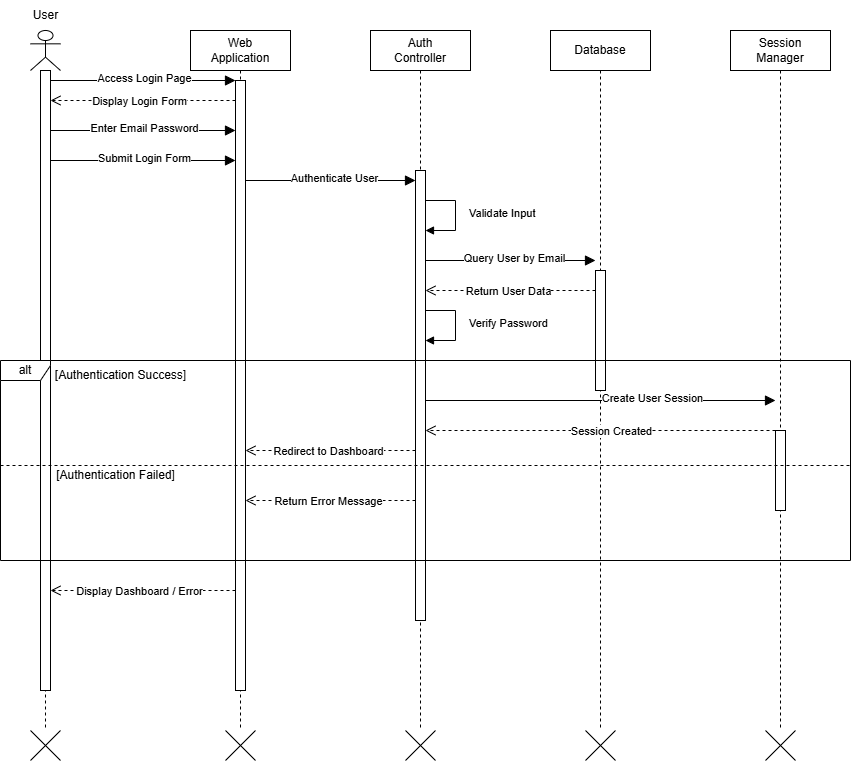 User
Web
Application
Auth
Controller
Database
Session
Manager
Access Login Page
Display Login Form
Enter Email Password
Submit Login Form
Authenticate User
Validate Input
Query User by Email
Return User Data
Verify Password
alt
[Authentication Success]
Create User Session
Session Created
Redirect to Dashboard
[Authentication Failed]
Return Error Message
Display Dashboard / Error